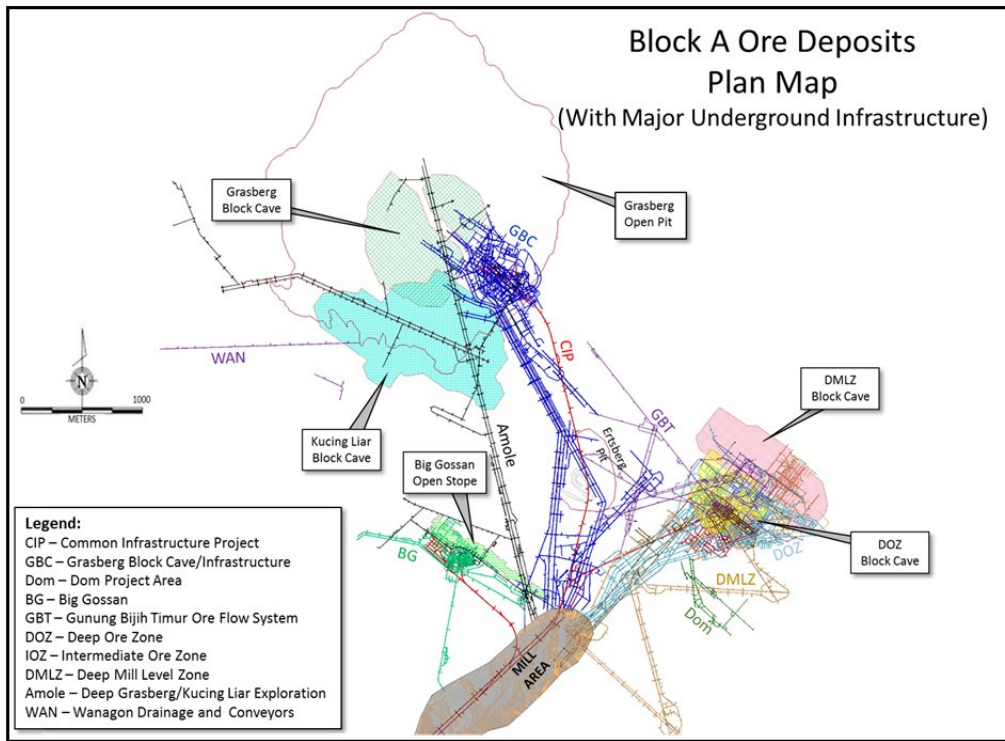 Block A Ore Deposits
Plan Map
(With Major Underground Infrastructure)
Grasberg
Block Cave
Grasberg
Open Pit
GBC
CIP
WAN
N
0
1000
METERS
Kucing Liar
Block Cave
Amole
GBT
Ertsberg
Pit
DMLZ
Block Cave
Big Gossan
Open Stope
BG
DOZ
DOZ
Block Cave
DMLZ
Dom
MILL
AREA
Legend:
CIP – Common Infrastructure Project
GBC – Grasberg Block Cave/Infrastructure
Dom – Dom Project Area
BG – Big Gossan
GBT – Gunung Bijih Timur Ore Flow System
DOZ – Deep Ore Zone
IOZ – Intermediate Ore Zone
DMLZ – Deep Mill Level Zone
Amole – Deep Grasberg/Kucing Liar Exploration
WAN – Wanagon Drainage and Conveyors